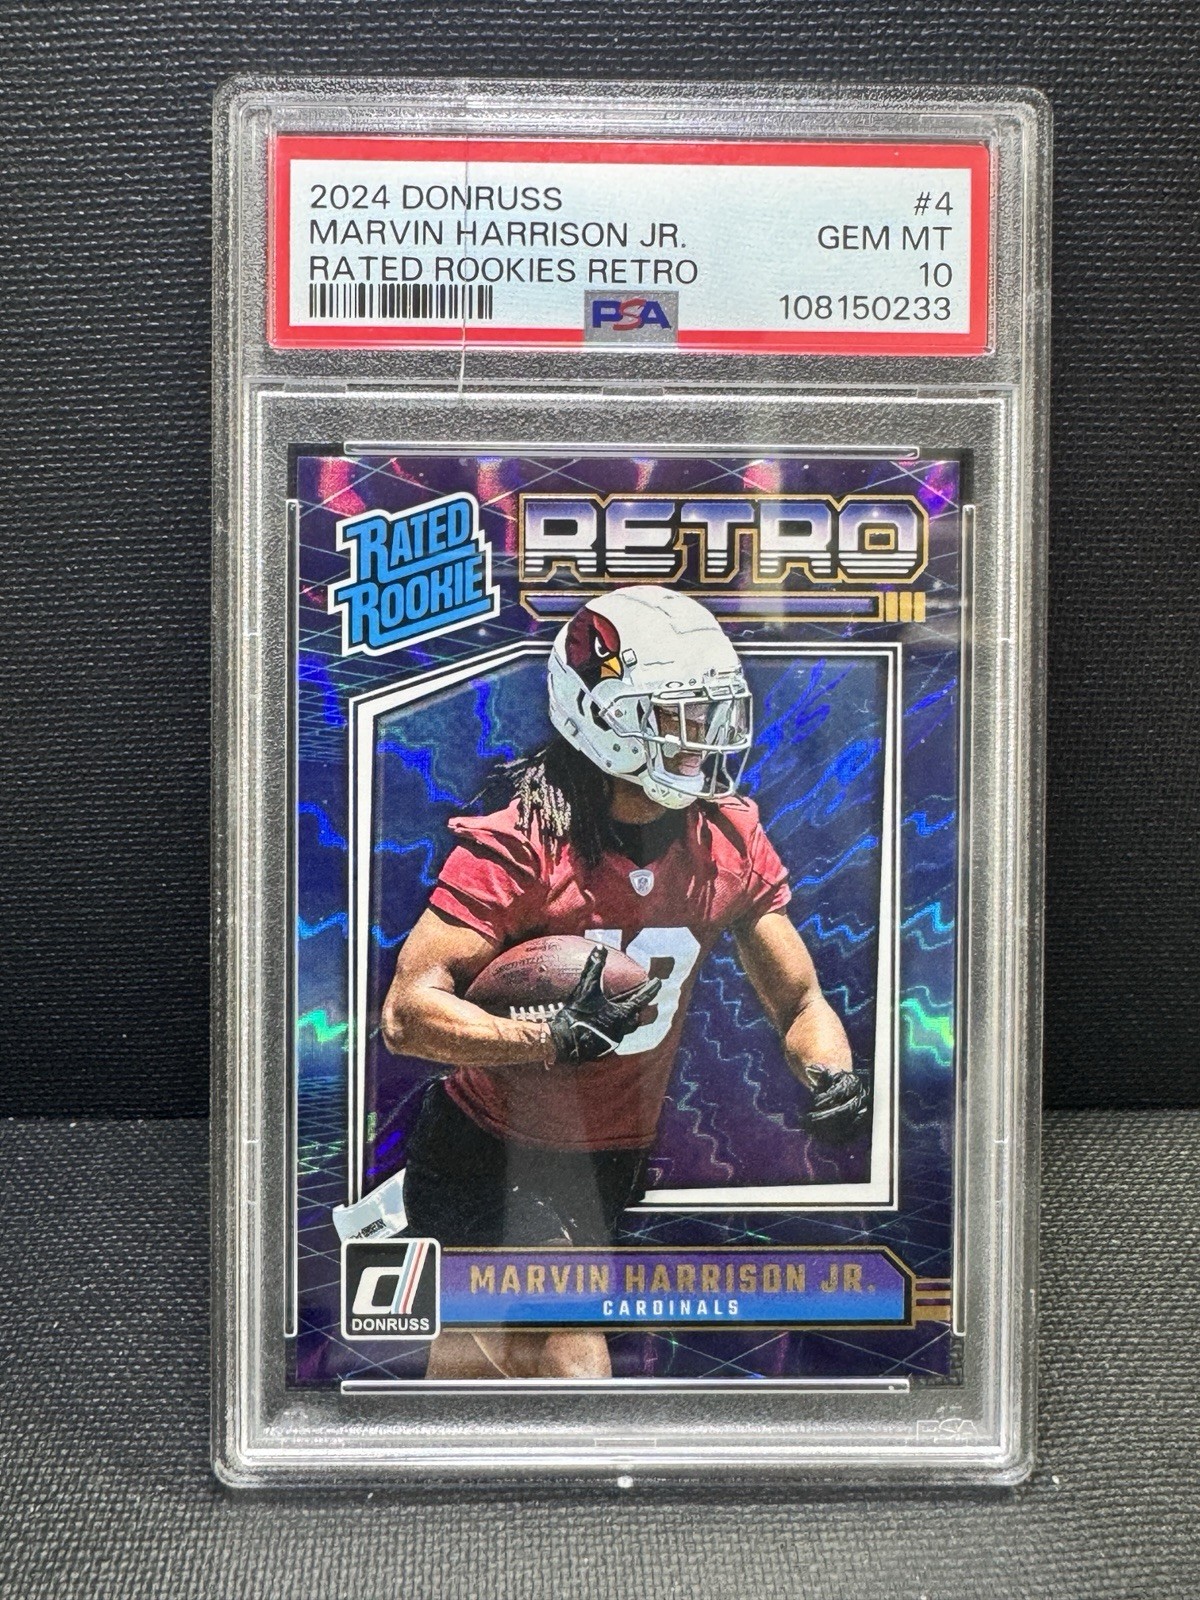 2024 DONRUSS #4
MARVIN HARRISON JR. GEM MT
RATED ROOKIES RETRO 10
PSA 108150233
RATED ROOKIE
RETRO
18
d
DONRUSS
MARVIN HARRISON JR.
CARDINALS
PSA